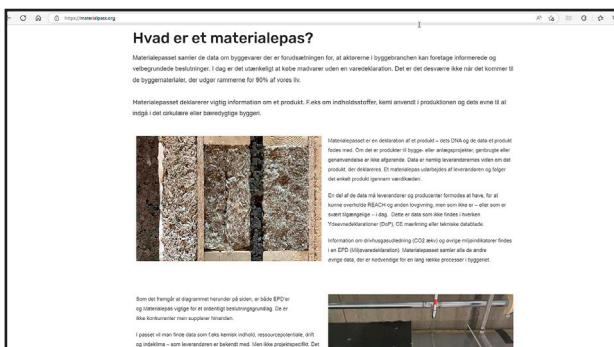 https://materialpass.org
Hvad er et materialepas?
Materialepasset samler de data om byggevarer der er forudsætningen for, at aktørerne i byggebranchen kan foretage informerede og
velbegrundede beslutninger. I dag er det utænkeligt at købe madvarer uden en varedeklaration. Det er det desværre ikke når det kommer til
de byggematerialer, der udgør rammerne for 90% af vores liv.
Materialepasset deklarerer vigtig information om et produkt. F.eks om indholdsstoffer, kemi anvendt i produktionen og dets evne til at
indgå i det cirkulære eller bæredygtige byggeri.
Materialepasset er en deklaration af et produkt – dets DNA og de data et produkt
fødes med. Om det er produkter til bygge- eller anlægsprojekter, genbrugte eller
genanvendelse er ikke afgørende. Data er nemlig leverandørernes viden om det
produkt, der deklareres. Et materialepas udarbejdes af leverandøren og følger
det enkelt produkt igennem værdikæden.
En del af de data må leverandører og producenter formodes at have, for at
kunne overholde REACH og anden lovgivning, men som ikke er – eller som er
svært tilgængelige – i dag. Dette er data som ikke findes i hverken
Ydeevnedeklarationer (DoP), CE mærkning eller tekniske datablade.
Information om drivhusgasudledning (CO2 ækv) og øvrige miljøindikatorer findes
i en EPD (Miljøvaredeklaration). Materialepasset samler alle de andre
øvrige data, der er nødvendige for en lang række processer i byggeriet.
Som det fremgår at diagrammet herunder på siden, er både EPD'er
og Materialepas vigtige for et ordentligt beslutningsgrundlag. De er
ikke konkurrenter men supplerer hinanden.
I passet vil man finde data som f.eks kemisk indhold, ressourcepotentiale, drift
og indeklima – som leverandøren er bekendt med. Men ikke projektspecifikt. Det